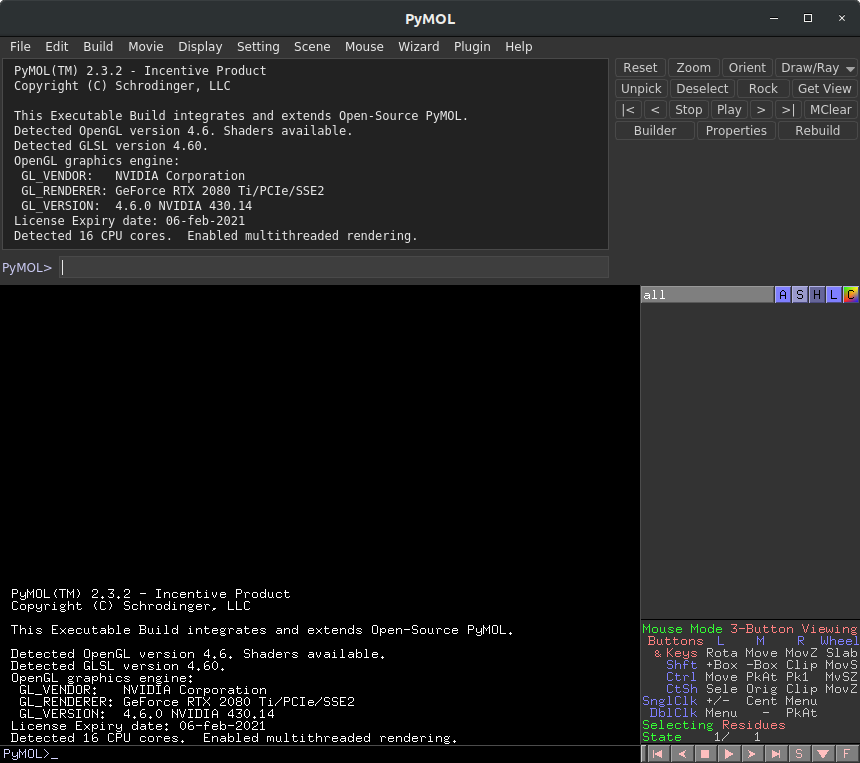 PyMOL
File Edit Build Movie Display Setting Scene Mouse Wizard Plugin Help
PyMOL(TM) 2.3.2 - Incentive Product
Copyright (C) Schrodinger, LLC
This Executable Build integrates and extends Open-Source PyMOL.
Detected OpenGL version 4.6. Shaders available.
Detected GLSL version 4.60.
OpenGL graphics engine:
GL_VENDOR: NVIDIA Corporation
GL_RENDERER: GeForce RTX 2080 Ti/PCIe/SSE2
GL_VERSION: 4.6.0 NVIDIA 430.14
License Expiry date: 06-feb-2021
Detected 16 CPU cores. Enabled multithreaded rendering.
PyMOL>
Reset Zoom Orient Draw/Ray
Unpick Deselect Rock Get View
|< < Stop Play > >| MClear
Builder Properties Rebuild
all A S H L C
PyMOL(TM) 2.3.2 - Incentive Product
Copyright (C) Schrodinger, LLC
This Executable Build integrates and extends Open-Source PyMOL.
Detected OpenGL version 4.6. Shaders available.
Detected GLSL version 4.60.
OpenGL graphics engine:
GL_VENDOR: NVIDIA Corporation
GL_RENDERER: GeForce RTX 2080 Ti/PCIe/SSE2
GL_VERSION: 4.6.0 NVIDIA 430.14
License Expiry date: 06-feb-2021
Detected 16 CPU cores. Enabled multithreaded rendering.
PyMOL>_
Mouse Mode 3-Button Viewing
Buttons L M R Wheel
& Keys Rota Move MovZ Slab
Shft +Box -Box Clip MovS
Ctrl Move PkAt Pk1 MvSZ
CtSh Sele Orig Clip MovZ
SnglClk +/- Cent Menu
DblClk Menu - PkAt
Selecting Residues
State 1/ 1
S F